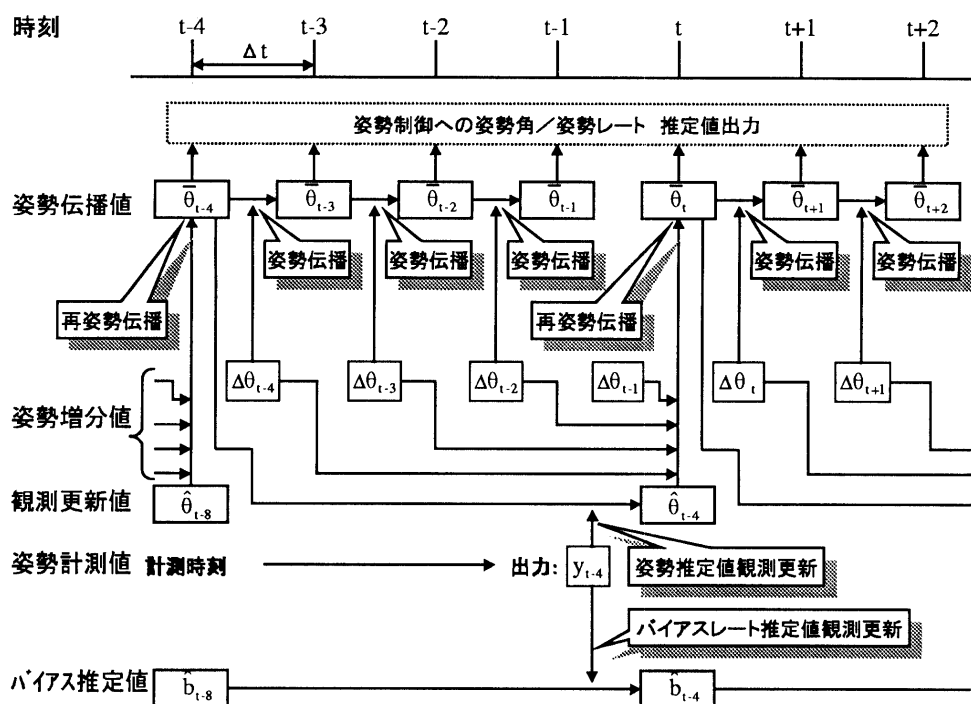 時刻 t-4 t-3 t-2 t-1 t t+1 t+2
Δt
姿勢制御への姿勢角／姿勢レート 推定値出力
姿勢伝播値 θ̄t-4 θ̄t-3 θ̄t-2 θ̄t-1 θ̄t θ̄t+1 θ̄t+2
姿勢伝播 姿勢伝播 姿勢伝播 姿勢伝播 姿勢伝播
再姿勢伝播 再姿勢伝播
Δθt-4 Δθt-3 Δθt-2 Δθt-1 Δθt Δθt+1
姿勢増分値
観測更新値 θ̂t-8 θ̂t-4
姿勢計測値 計測時刻 出力: yt-4 姿勢推定値観測更新
バイアスレート推定値観測更新
バイアス推定値 b̂t-8 b̂t-4